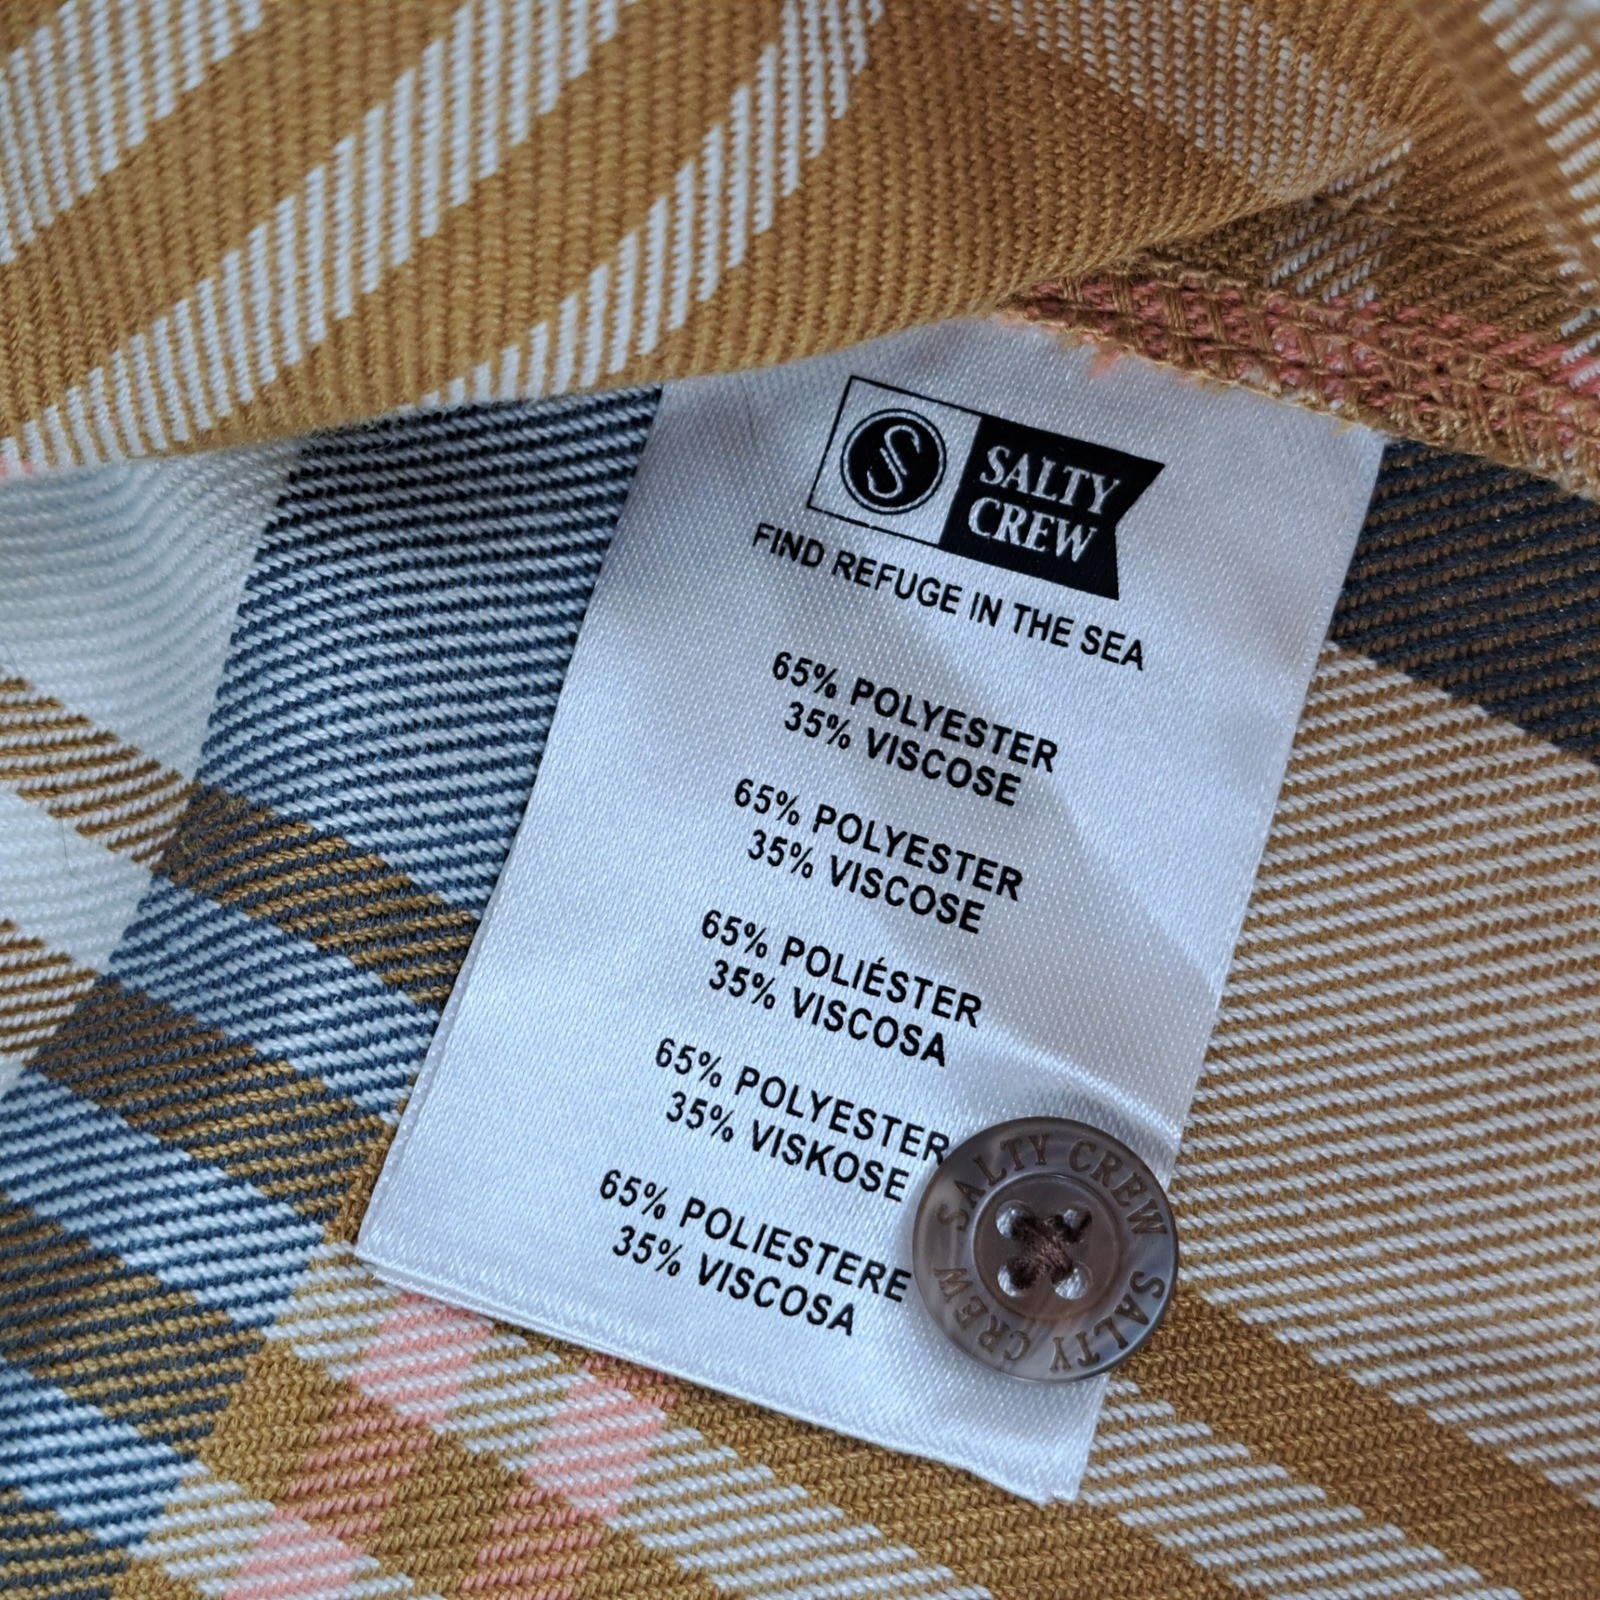 S
SALTY
CREW
FIND REFUGE IN THE SEA
65% POLYESTER
35% VISCOSE
65% POLYESTER
35% VISCOSE
65% POLIÉSTER
35% VISCOSA
65% POLYESTER
35% VISKOSE
65% POLIESTERE
35% VISCOSA
SALTY CREW SALTY CREW